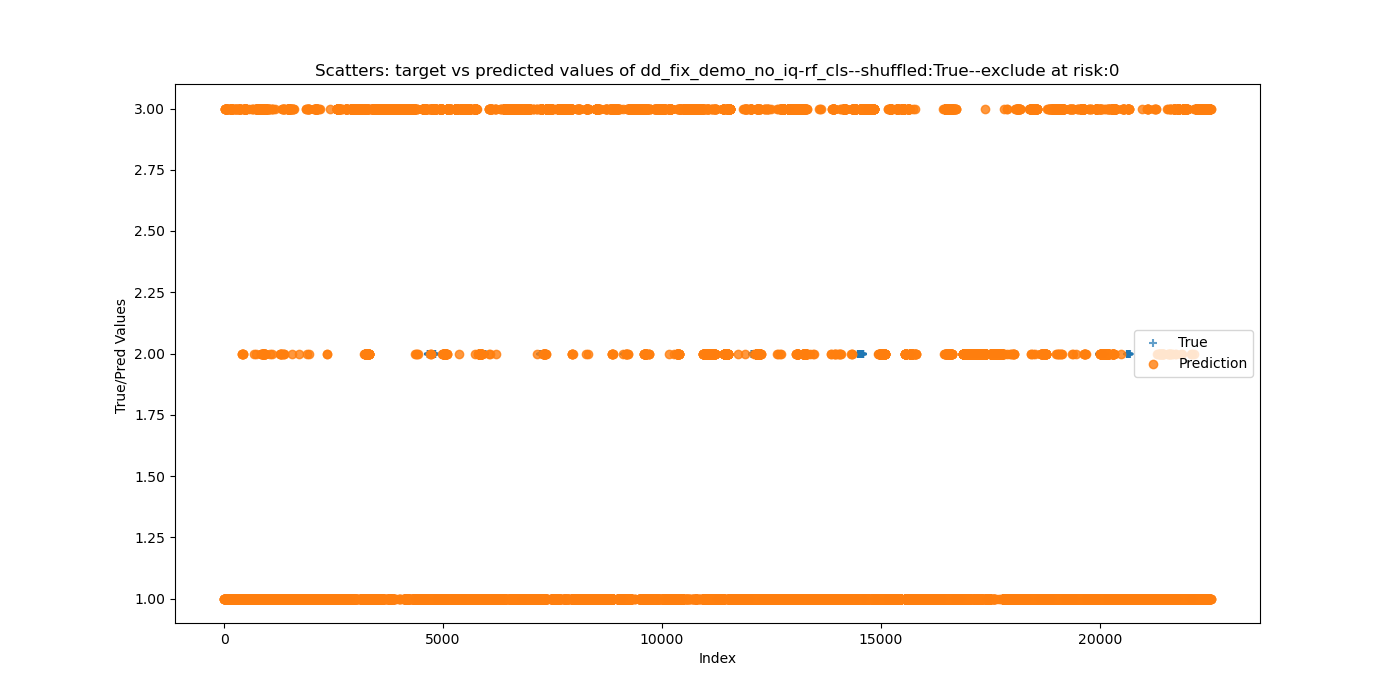 Scatters: target vs predicted values of dd_fix_demo_no_iq-rf_cls--shuffled:True--exclude at risk:0
3.00
2.75
2.50
2.25
2.00
1.75
1.50
1.25
1.00
True/Pred Values
True
Prediction
0
5000
10000
15000
20000
Index